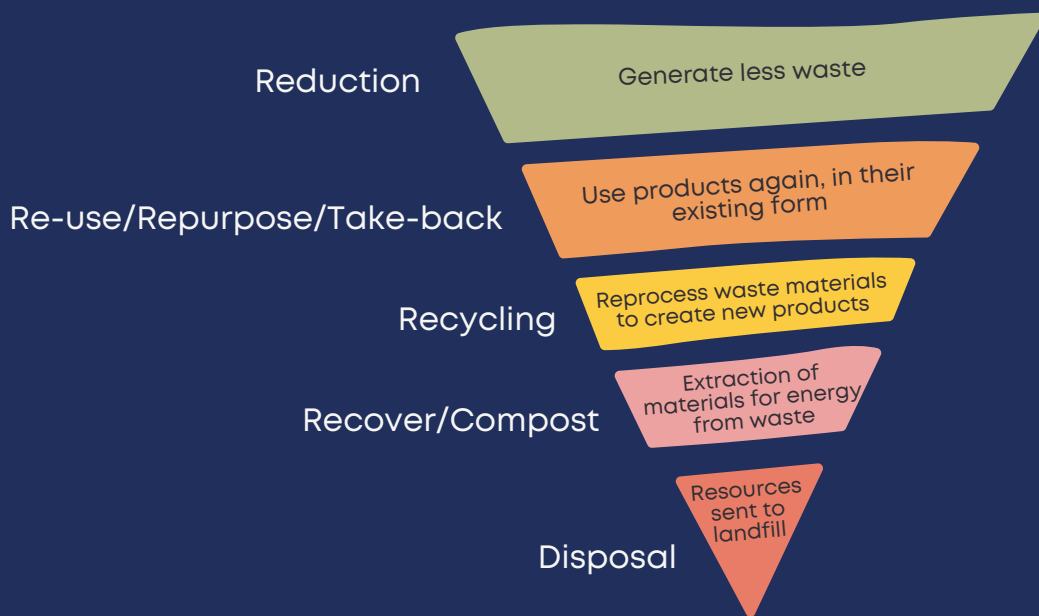 Reduction
Generate less waste
Re-use/Repurpose/Take-back
Use products again, in their
existing form
Recycling
Reprocess waste materials
to create new products
Recover/Compost
Extraction of
materials for energy
from waste
Disposal
Resources
sent to
landfill